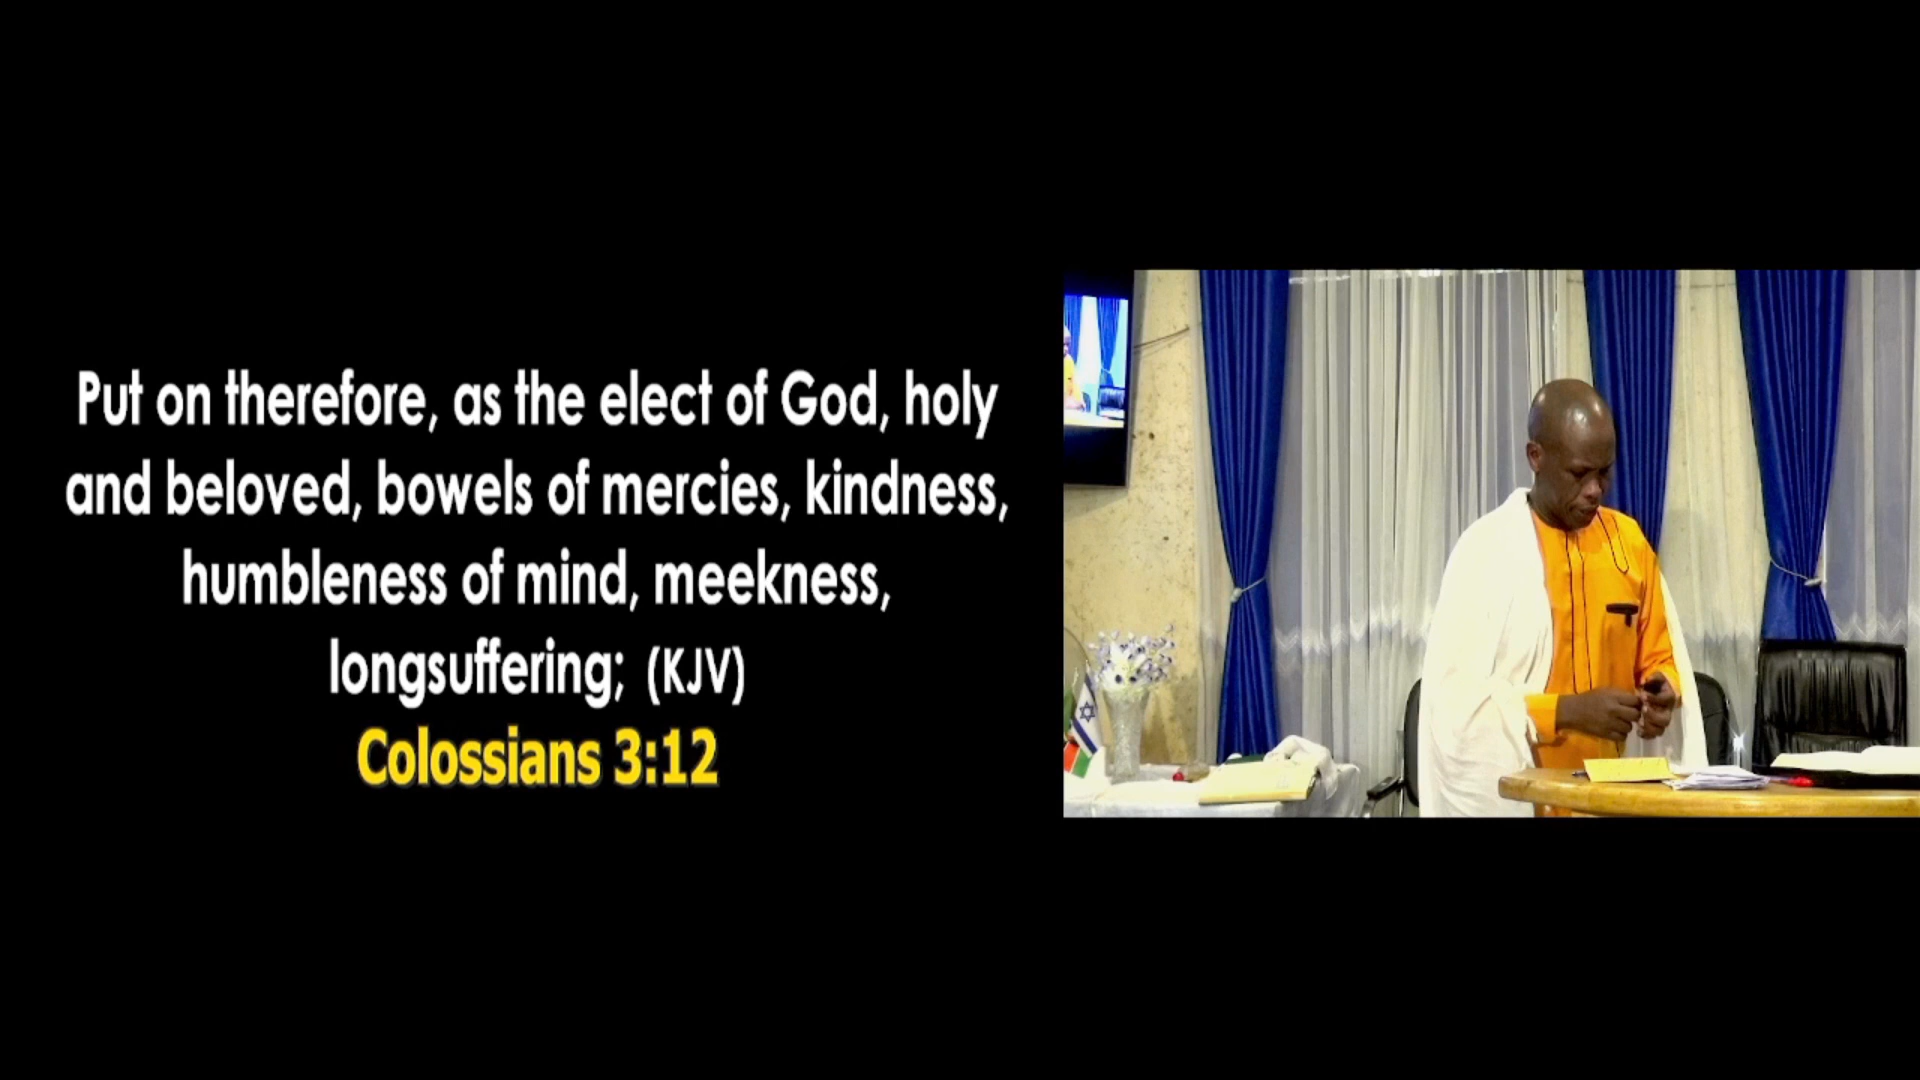 Put on therefore, as the elect of God, holy
and beloved, bowels of mercies, kindness,
humbleness of mind, meekness,
longsuffering; (KJV)
Colossians 3:12